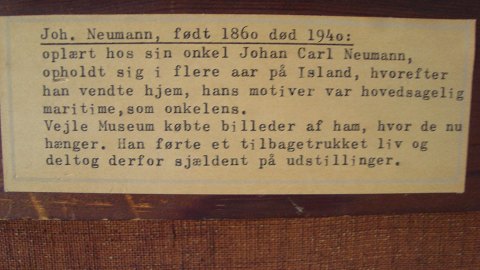 Joh. Neumann, født 186o død 194o:
oplært hos sin onkel Johan Carl Neumann,
opholdt sig i flere aar på Island, hvorefter
han vendte hjem, hans motiver var hovedsagelig
maritime,som onkelens.
Vejle Museum købte billeder af ham, hvor de nu
hænger. Han førte et tilbagetrukket liv og
deltog derfor sjældent på udstillinger.